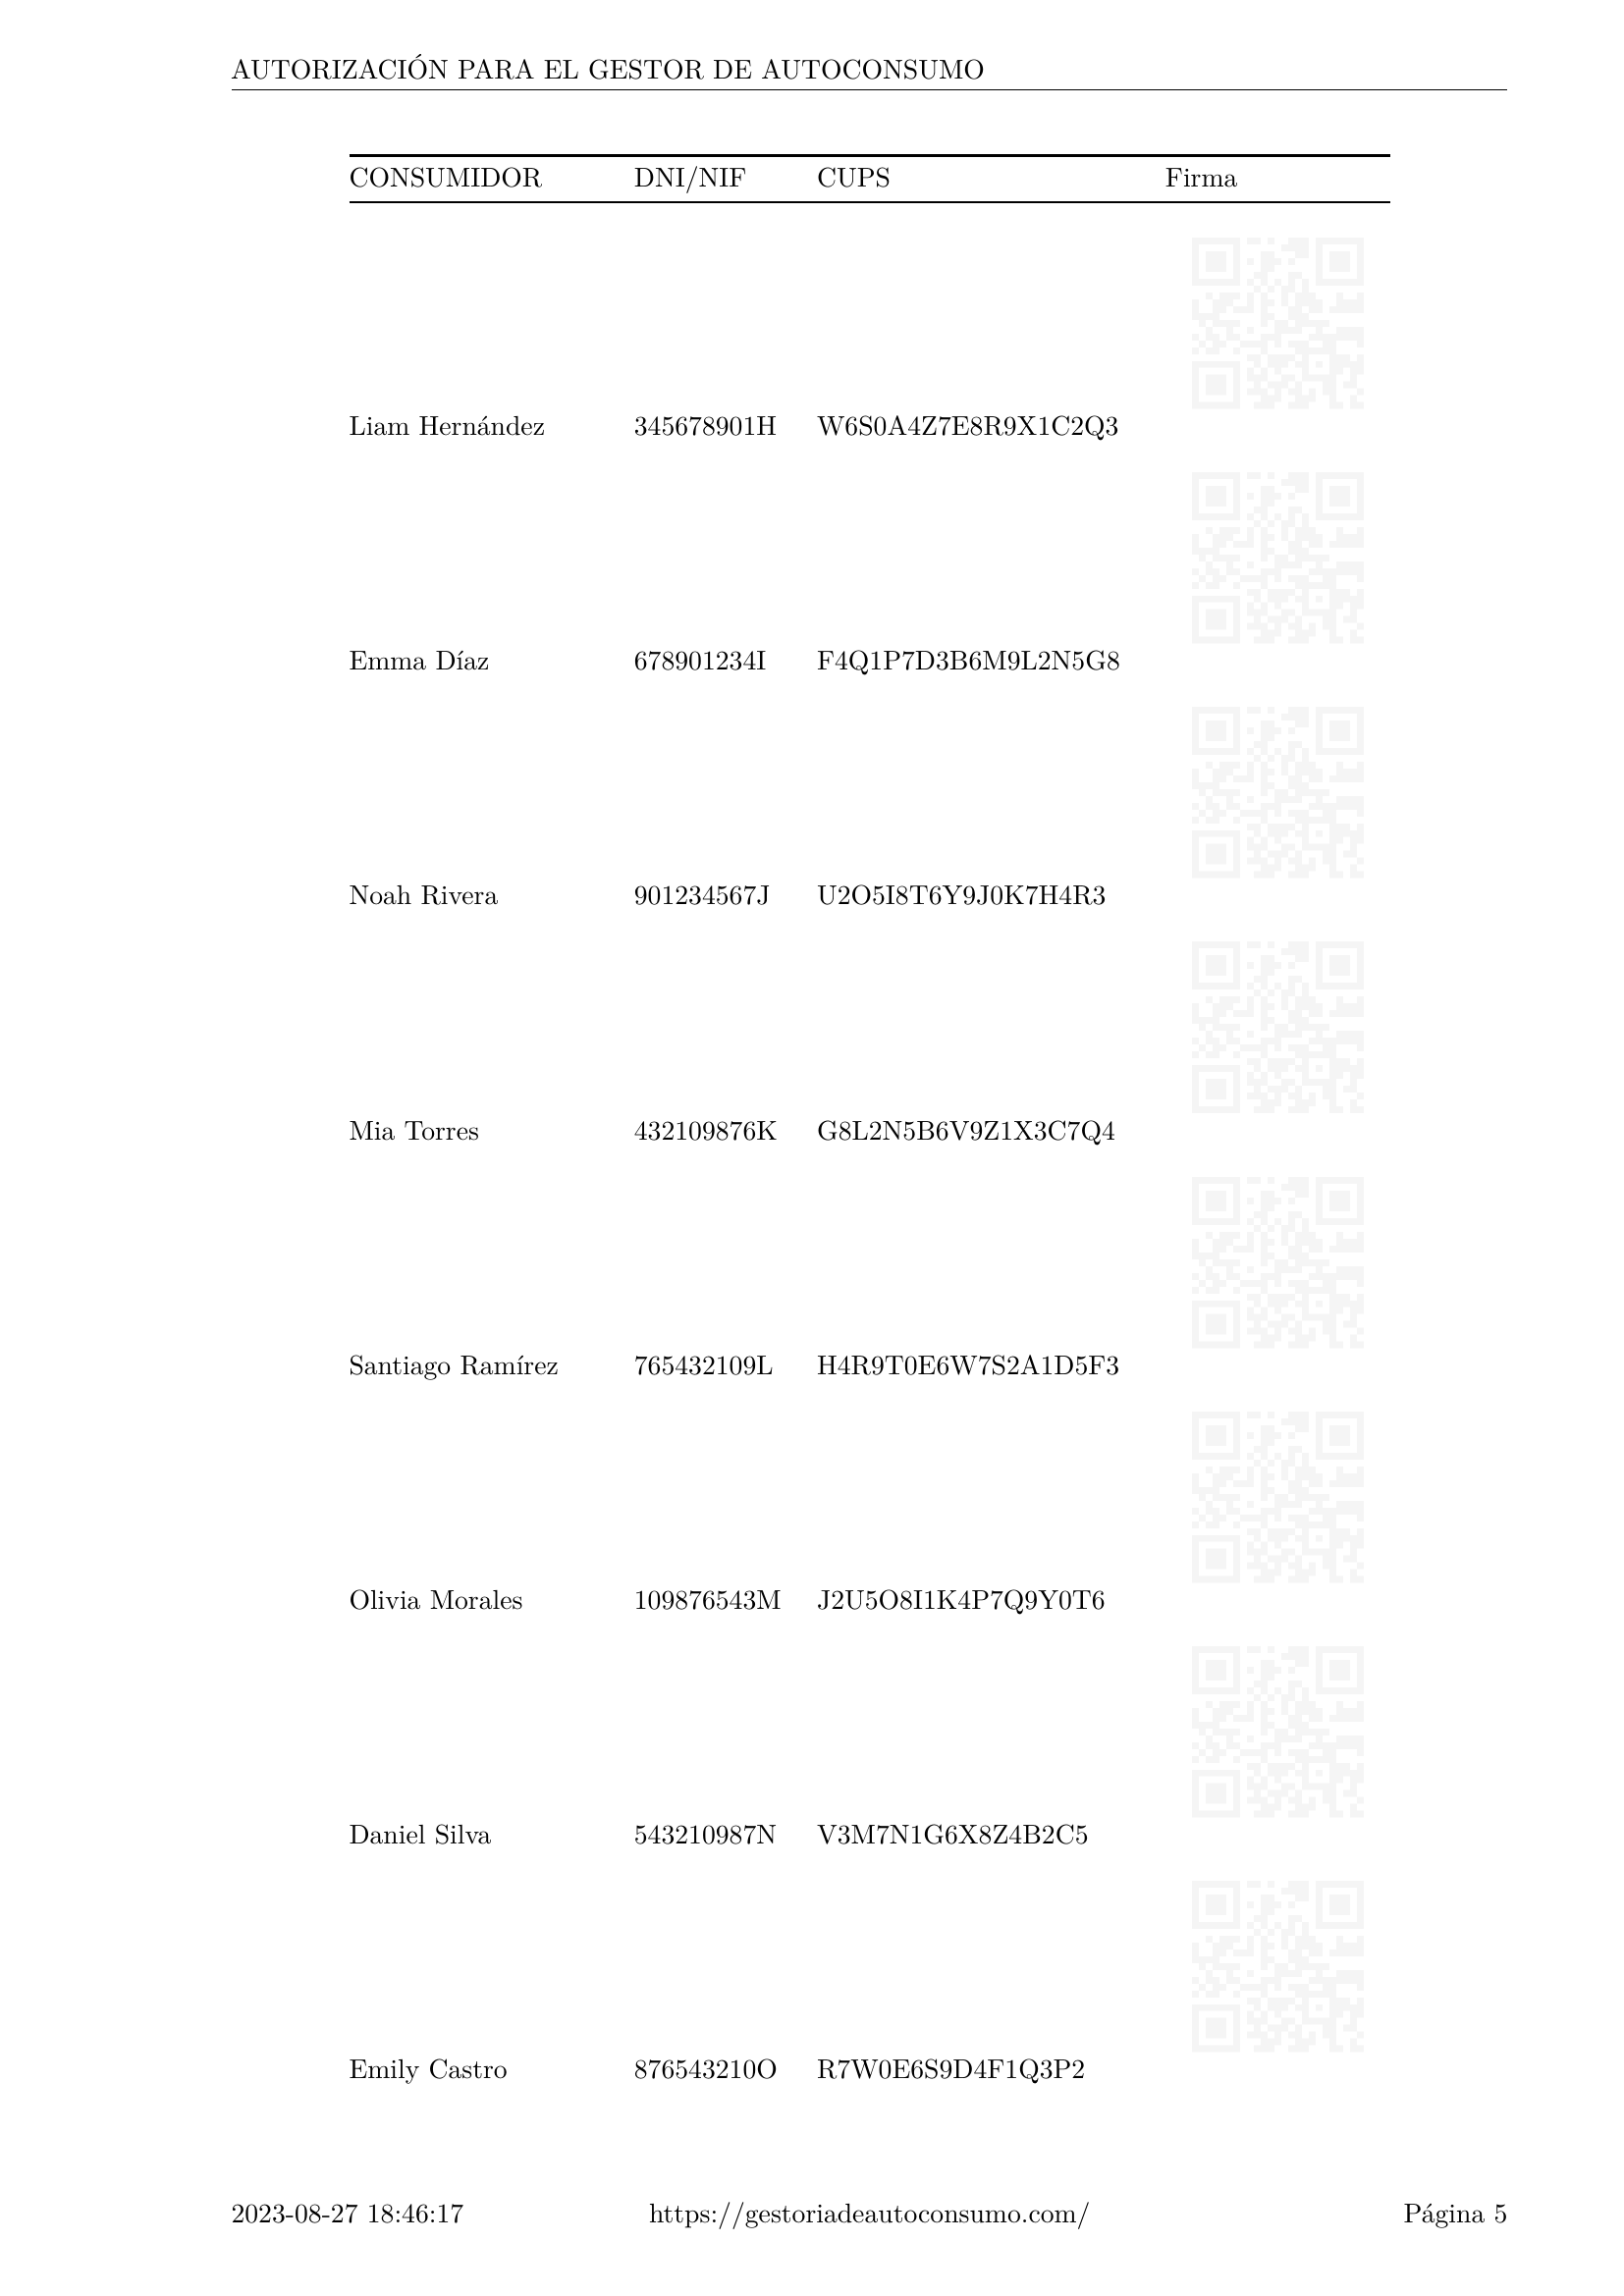 AUTORIZACIÓN PARA EL GESTOR DE AUTOCONSUMO
CONSUMIDOR DNI/NIF CUPS Firma
Liam Hernández 345678901H W6S0A4Z7E8R9X1C2Q3
Emma Díaz 678901234I F4Q1P7D3B6M9L2N5G8
Noah Rivera 901234567J U2O5I8T6Y9J0K7H4R3
Mia Torres 432109876K G8L2N5B6V9Z1X3C7Q4
Santiago Ramírez 765432109L H4R9T0E6W7S2A1D5F3
Olivia Morales 109876543M J2U5O8I1K4P7Q9Y0T6
Daniel Silva 543210987N V3M7N1G6X8Z4B2C5
Emily Castro 876543210O R7W0E6S9D4F1Q3P2
2023-08-27 18:46:17 https://gestoriadeautoconsumo.com/ Página 5